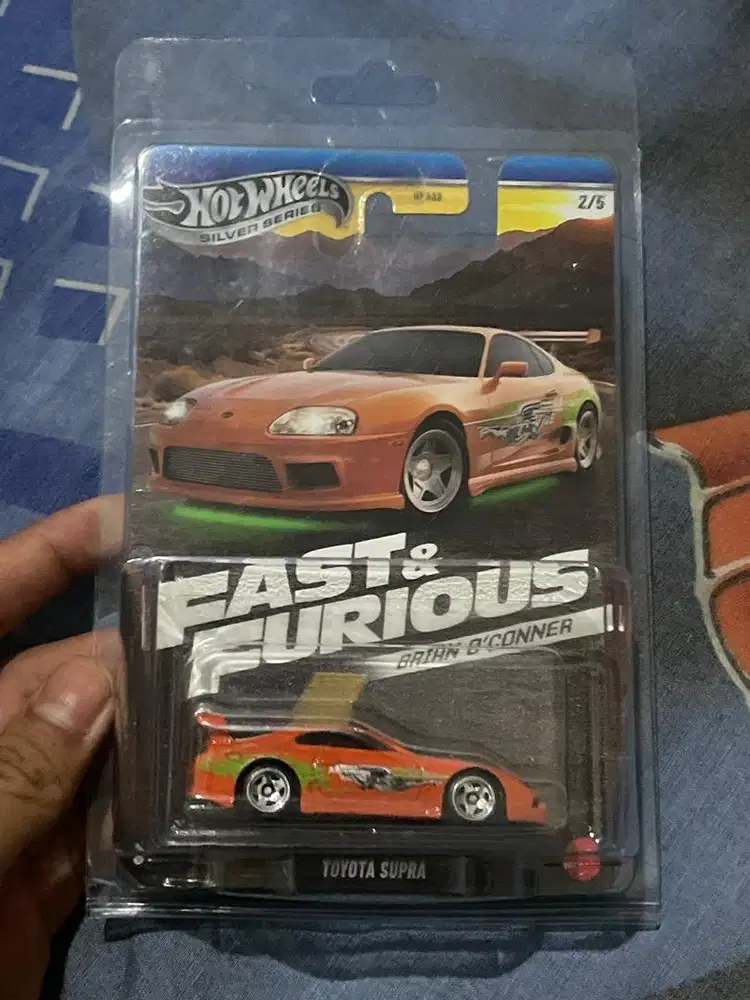 HOT WHEELS
SILVER SERIES
2/5
FAST &
FURIOUS
BRIAN O'CONNER
TOYOTA SUPRA